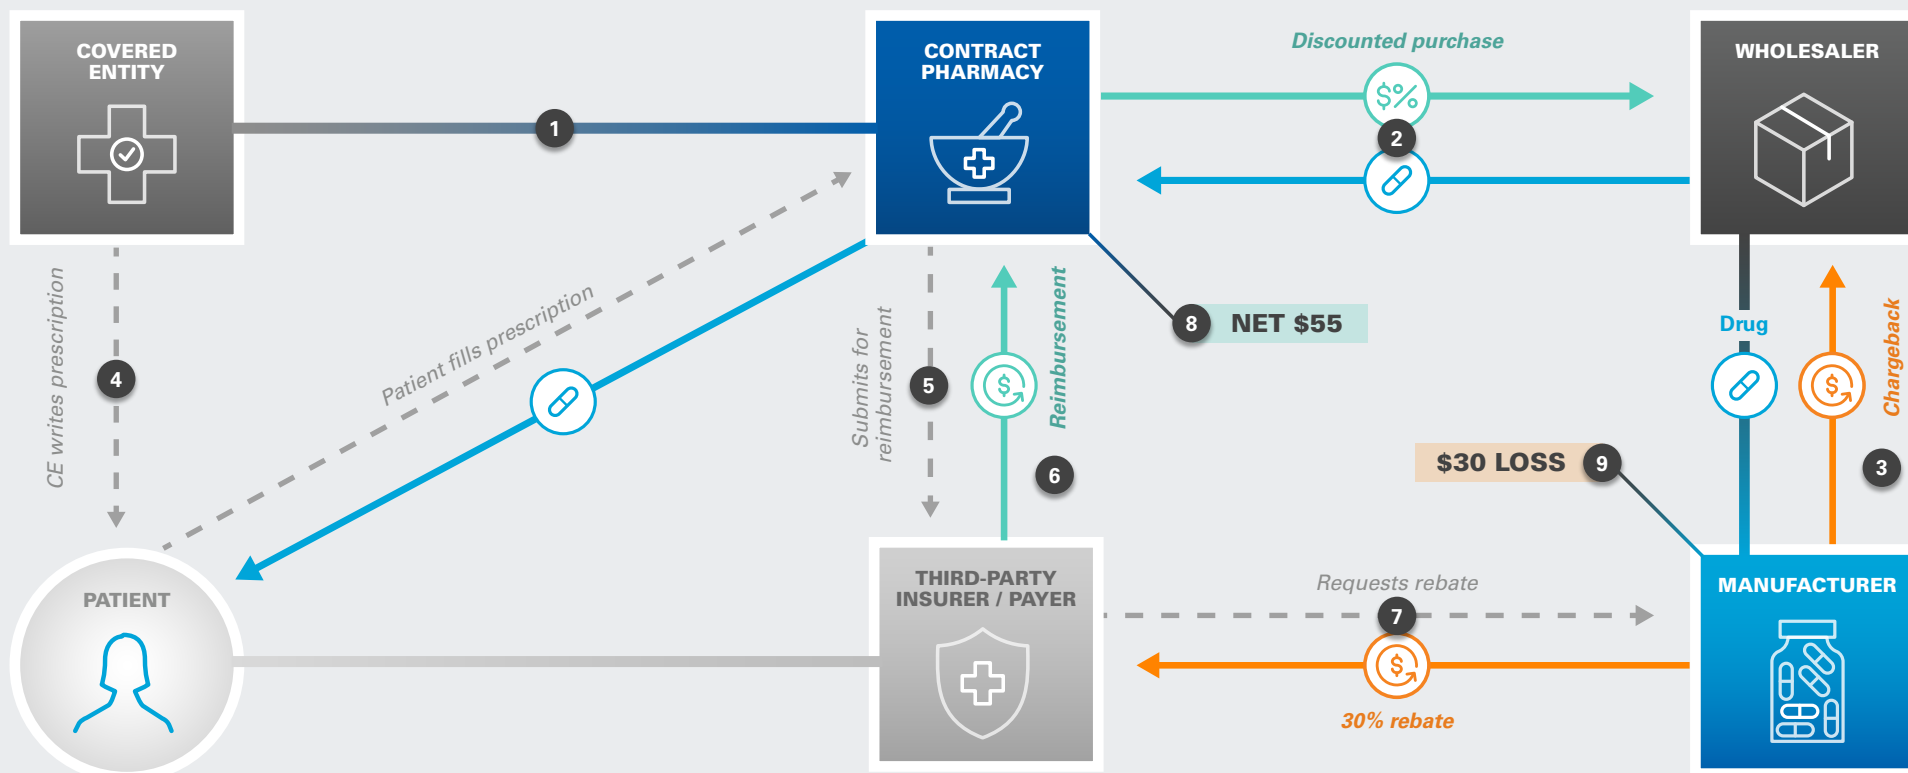 COVERED
ENTITY
1
CONTRACT
PHARMACY
Discounted purchase
$%
2
WHOLESALER
CE writes prescription
4
Patient fills prescription
Submits for
reimbursement
5
$
Reimbursement
6
8
NET $55
$30 LOSS
9
Drug
$
Chargeback
3
PATIENT
THIRD-PARTY
INSURER / PAYER
Requests rebate
7
$
30% rebate
MANUFACTURER